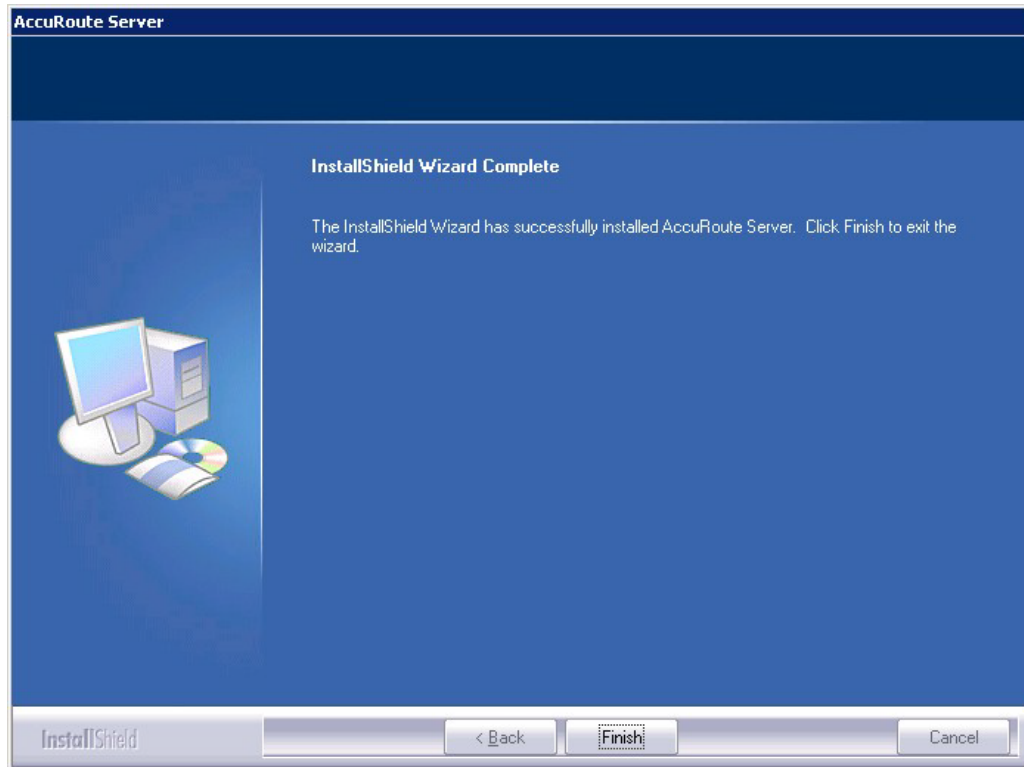 AccuRoute Server
InstallShield Wizard Complete
The InstallShield Wizard has successfully installed AccuRoute Server. Click Finish to exit the
wizard.
InstallShield
< Back
Finish
Cancel